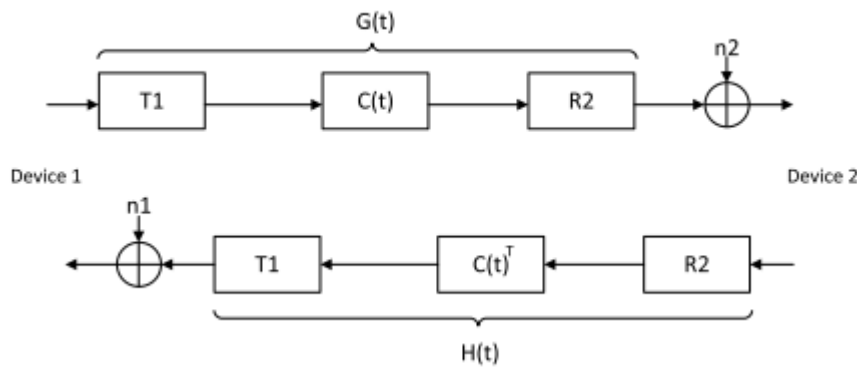 G(t)
n2
T1
C(t)
R2
Device 1
Device 2
n1
T1
C(t)ᵀ
R2
H(t)